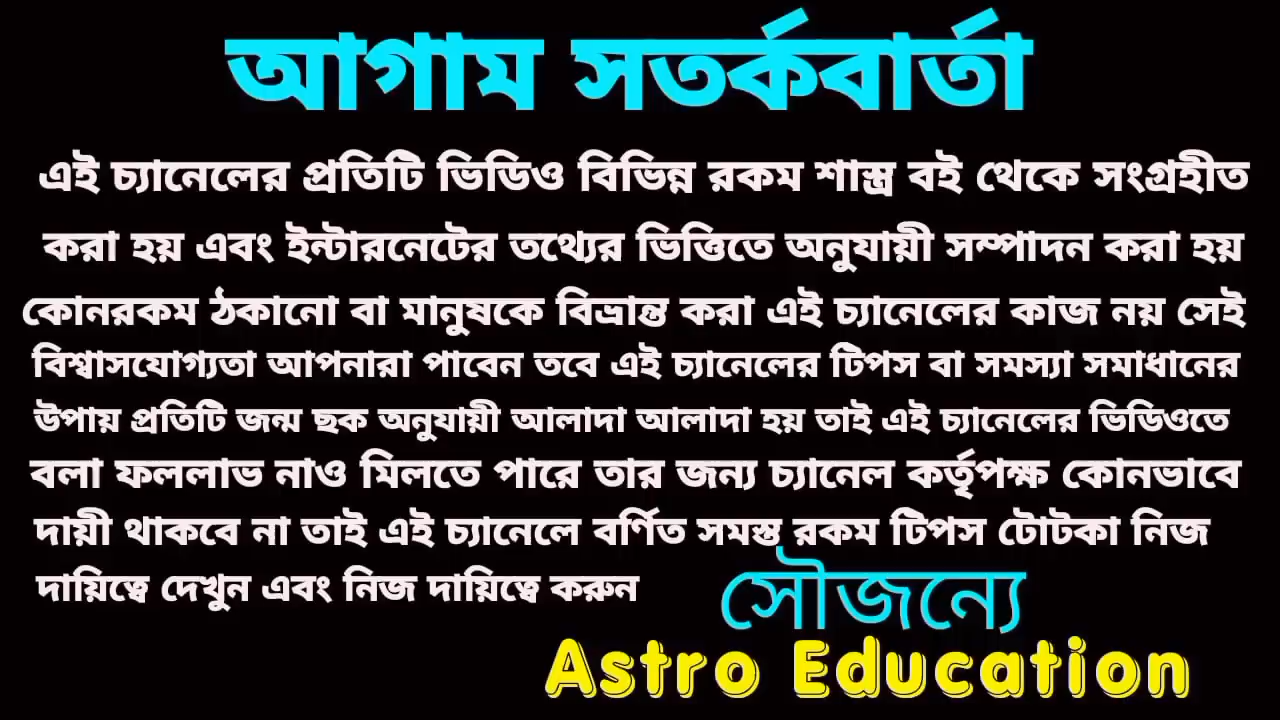 আগাম সতর্কবার্তা
এই চ্যানেলের প্রতিটি ভিডিও বিভিন্ন রকম শাস্ত্র বই থেকে সংগ্রহীত
করা হয় এবং ইন্টারনেটের তথ্যের ভিত্তিতে অনুযায়ী সম্পাদন করা হয়
কোনরকম ঠকানো বা মানুষকে বিভ্রান্ত করা এই চ্যানেলের কাজ নয় সেই
বিশ্বাসযোগ্যতা আপনারা পাবেন তবে এই চ্যানেলের টিপস বা সমস্যা সমাধানের
উপায় প্রতিটি জন্ম ছক অনুযায়ী আলাদা আলাদা হয় তাই এই চ্যানেলের ভিডিওতে
বলা ফললাভ নাও মিলতে পারে তার জন্য চ্যানেল কর্তৃপক্ষ কোনভাবে
দায়ী থাকবে না তাই এই চ্যানেলে বর্ণিত সমস্ত রকম টিপস টোটকা নিজ
দায়িত্বে দেখুন এবং নিজ দায়িত্বে করুন
সৌজন্যে
Astro Education